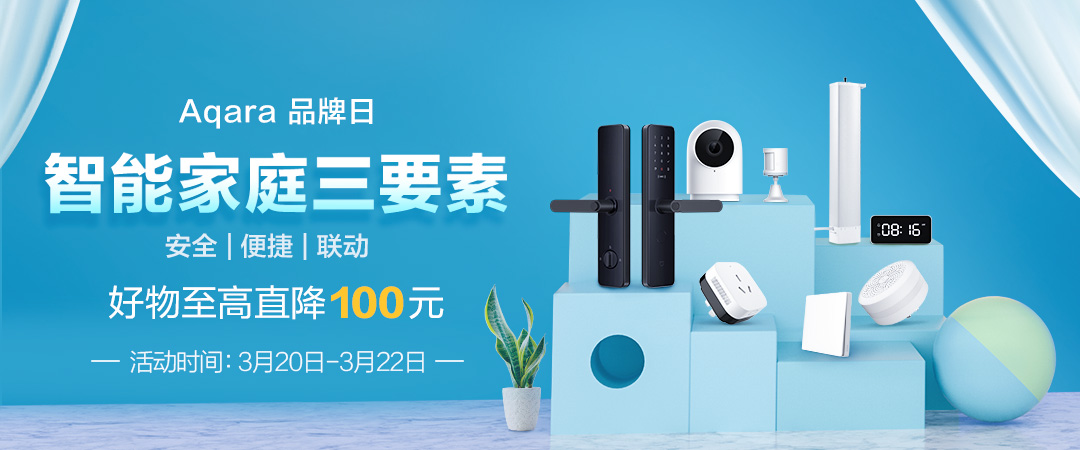 Aqara 品牌日
智能家庭三要素
安全 | 便捷 | 联动
好物至高直降100元
活动时间: 3月20日-3月22日
08:16